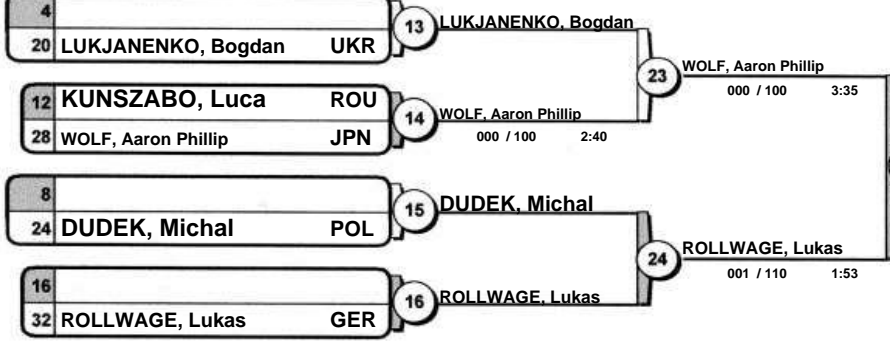 4
20 LUKJANENKO, Bogdan UKR
13 LUKJANENKO, Bogdan
12 KUNSZABO, Luca ROU
28 WOLF, Aaron Phillip JPN
14 WOLF, Aaron Phillip
000 / 100 2:40
23 WOLF, Aaron Phillip
000 / 100 3:35
8
24 DUDEK, Michal POL
15 DUDEK, Michal
16
32 ROLLWAGE, Lukas GER
16 ROLLWAGE, Lukas
24 ROLLWAGE, Lukas
001 / 110 1:53